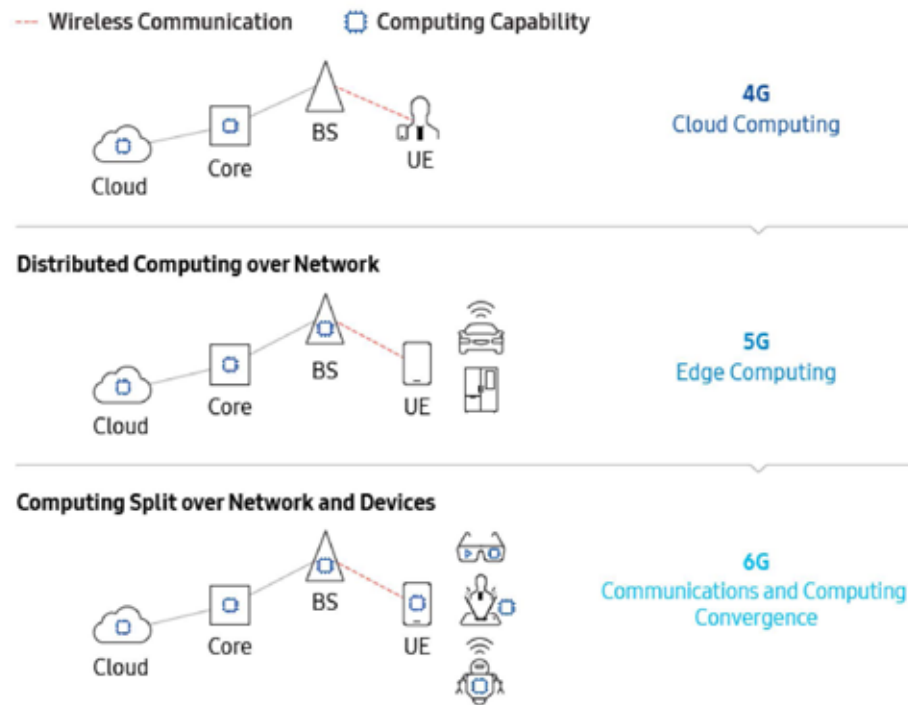 Wireless Communication
Computing Capability
BS
UE
Core
Cloud
4G
Cloud Computing
Distributed Computing over Network
BS
UE
Core
Cloud
5G
Edge Computing
Computing Split over Network and Devices
BS
UE
Core
Cloud
6G
Communications and Computing
Convergence